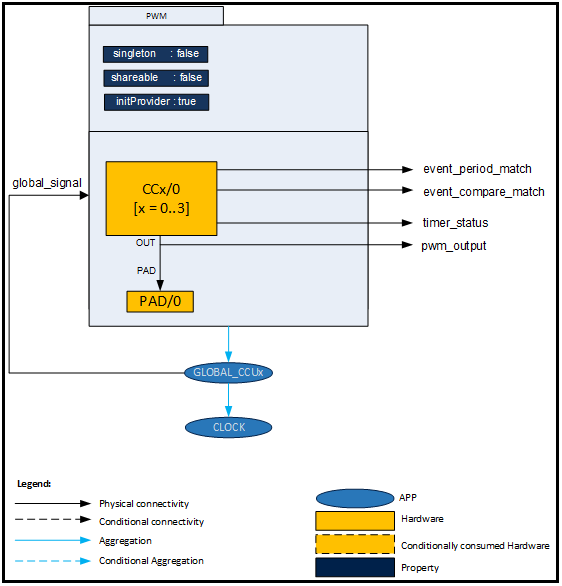 PWM
singleton : false
shareable : false
initProvider : true
global_signal
CCx/0
[x = 0..3]
event_period_match
event_compare_match
timer_status
OUT
pwm_output
PAD
PAD/0
GLOBAL_CCUx
CLOCK
Legend:
Physical connectivity
Conditional connectivity
Aggregation
Conditional Aggregation
APP
Hardware
Conditionally consumed Hardware
Property